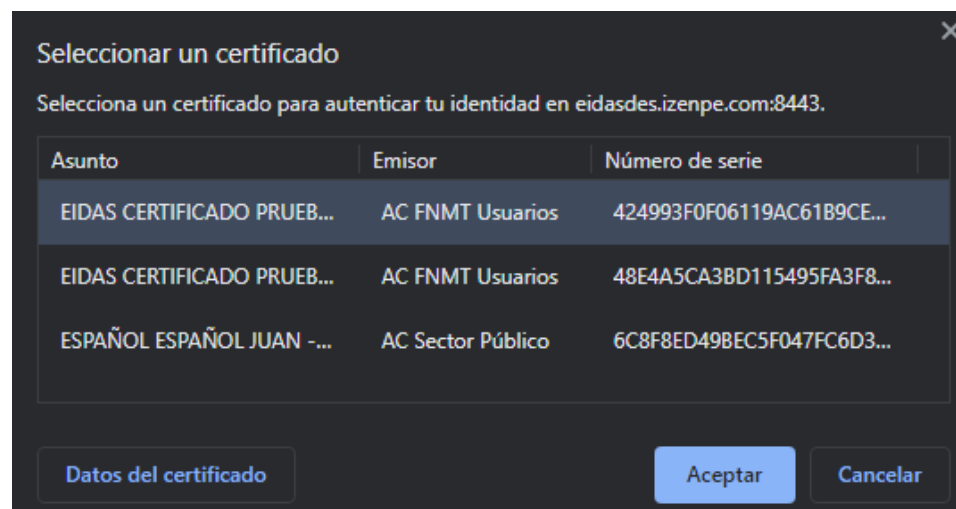 Seleccionar un certificado
Selecciona un certificado para autenticar tu identidad en eidasdes.izenpe.com:8443.
Asunto Emisor Número de serie
EIDAS CERTIFICADO PRUEB... AC FNMT Usuarios 424993F0F06119AC61B9CE...
EIDAS CERTIFICADO PRUEB... AC FNMT Usuarios 48E4A5CA3BD115495FA3F8...
ESPAÑOL ESPAÑOL JUAN -... AC Sector Público 6C8F8ED49BEC5F047FC6D3...
Datos del certificado Aceptar Cancelar